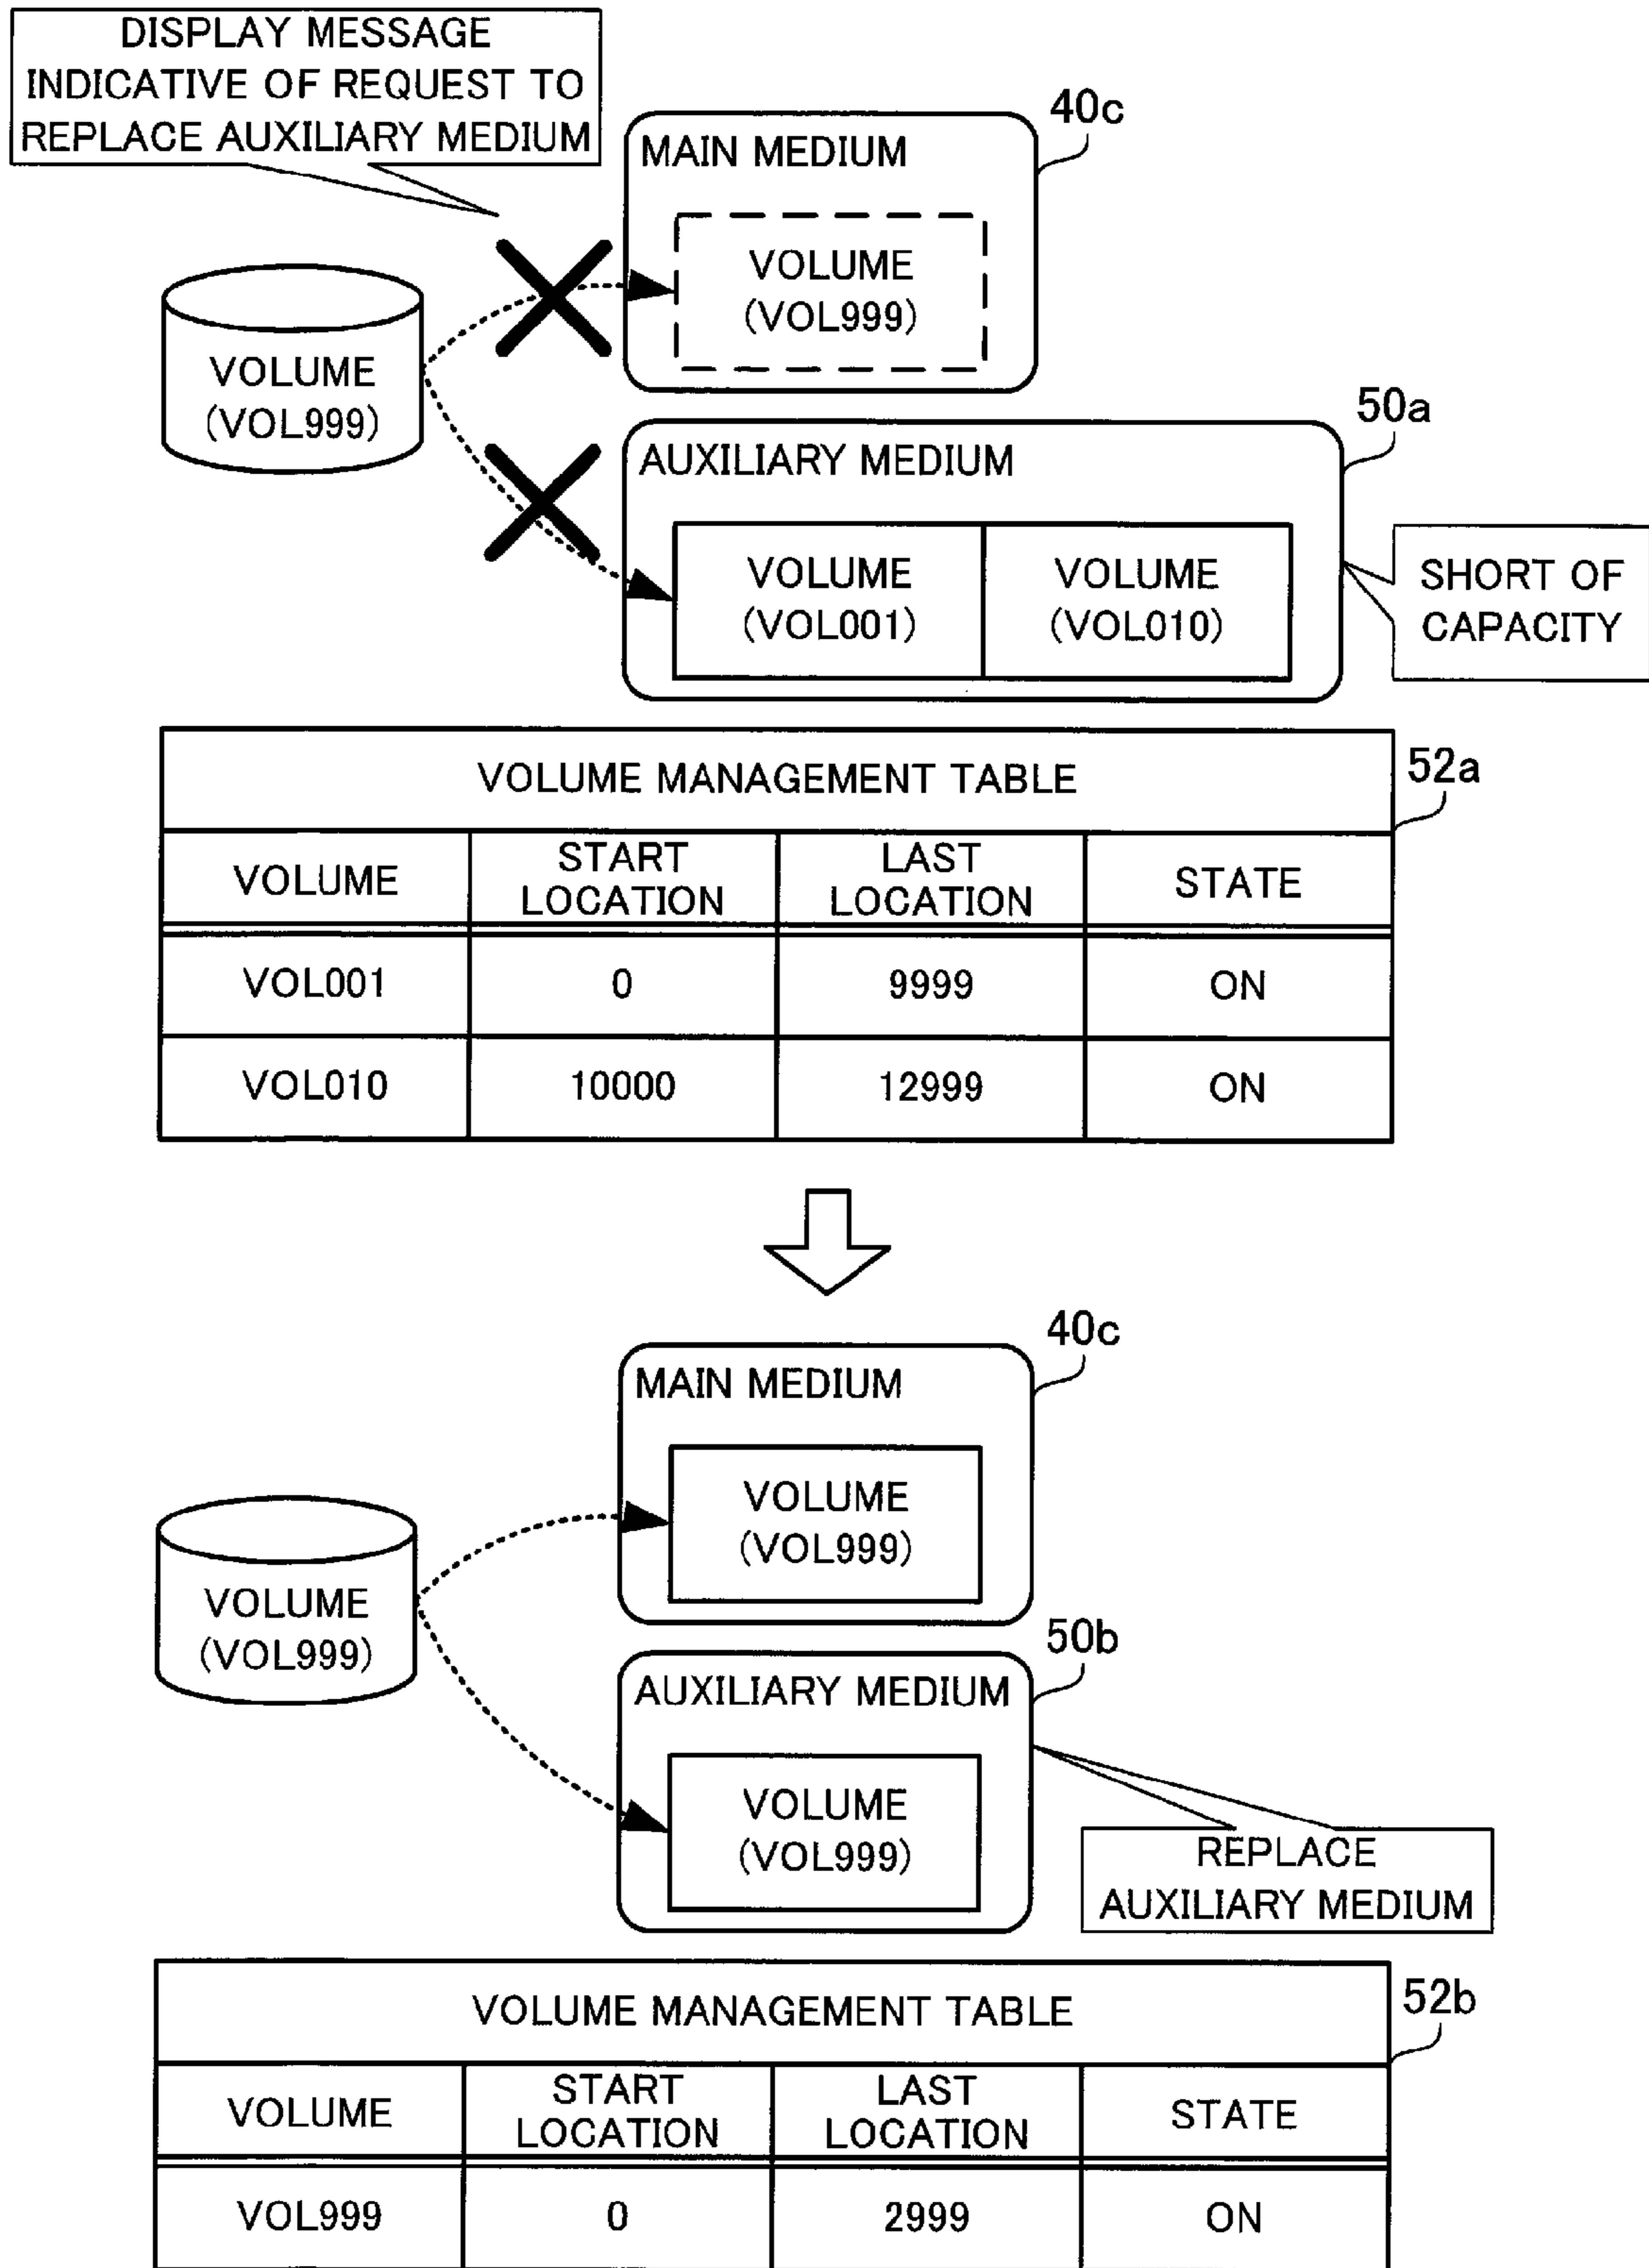 DISPLAY MESSAGE
INDICATIVE OF REQUEST TO
REPLACE AUXILIARY MEDIUM
40c
MAIN MEDIUM
VOLUME
(VOL999)
VOLUME
(VOL999)
50a
AUXILIARY MEDIUM
VOLUME
(VOL001)
VOLUME
(VOL010)
SHORT OF
CAPACITY
52a
VOLUME MANAGEMENT TABLE
VOLUME START LOCATION LAST LOCATION STATE
VOL001 0 9999 ON
VOL010 10000 12999 ON
40c
MAIN MEDIUM
VOLUME
(VOL999)
VOLUME
(VOL999)
50b
AUXILIARY MEDIUM
VOLUME
(VOL999)
REPLACE
AUXILIARY MEDIUM
52b
VOLUME MANAGEMENT TABLE
VOLUME START LOCATION LAST LOCATION STATE
VOL999 0 2999 ON